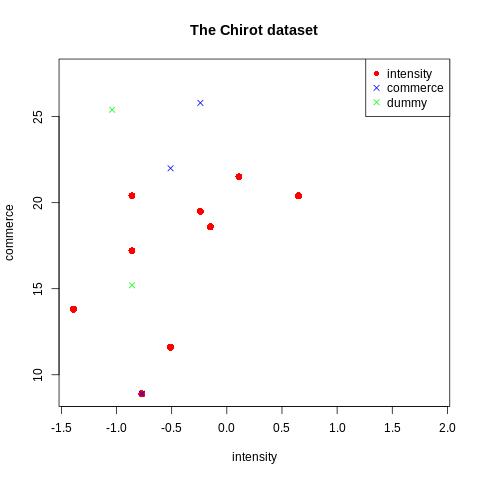 The Chirot dataset
intensity
commerce
dummy
25
20
15
10
commerce
-1.5 -1.0 -0.5 0.0 0.5 1.0 1.5 2.0
intensity